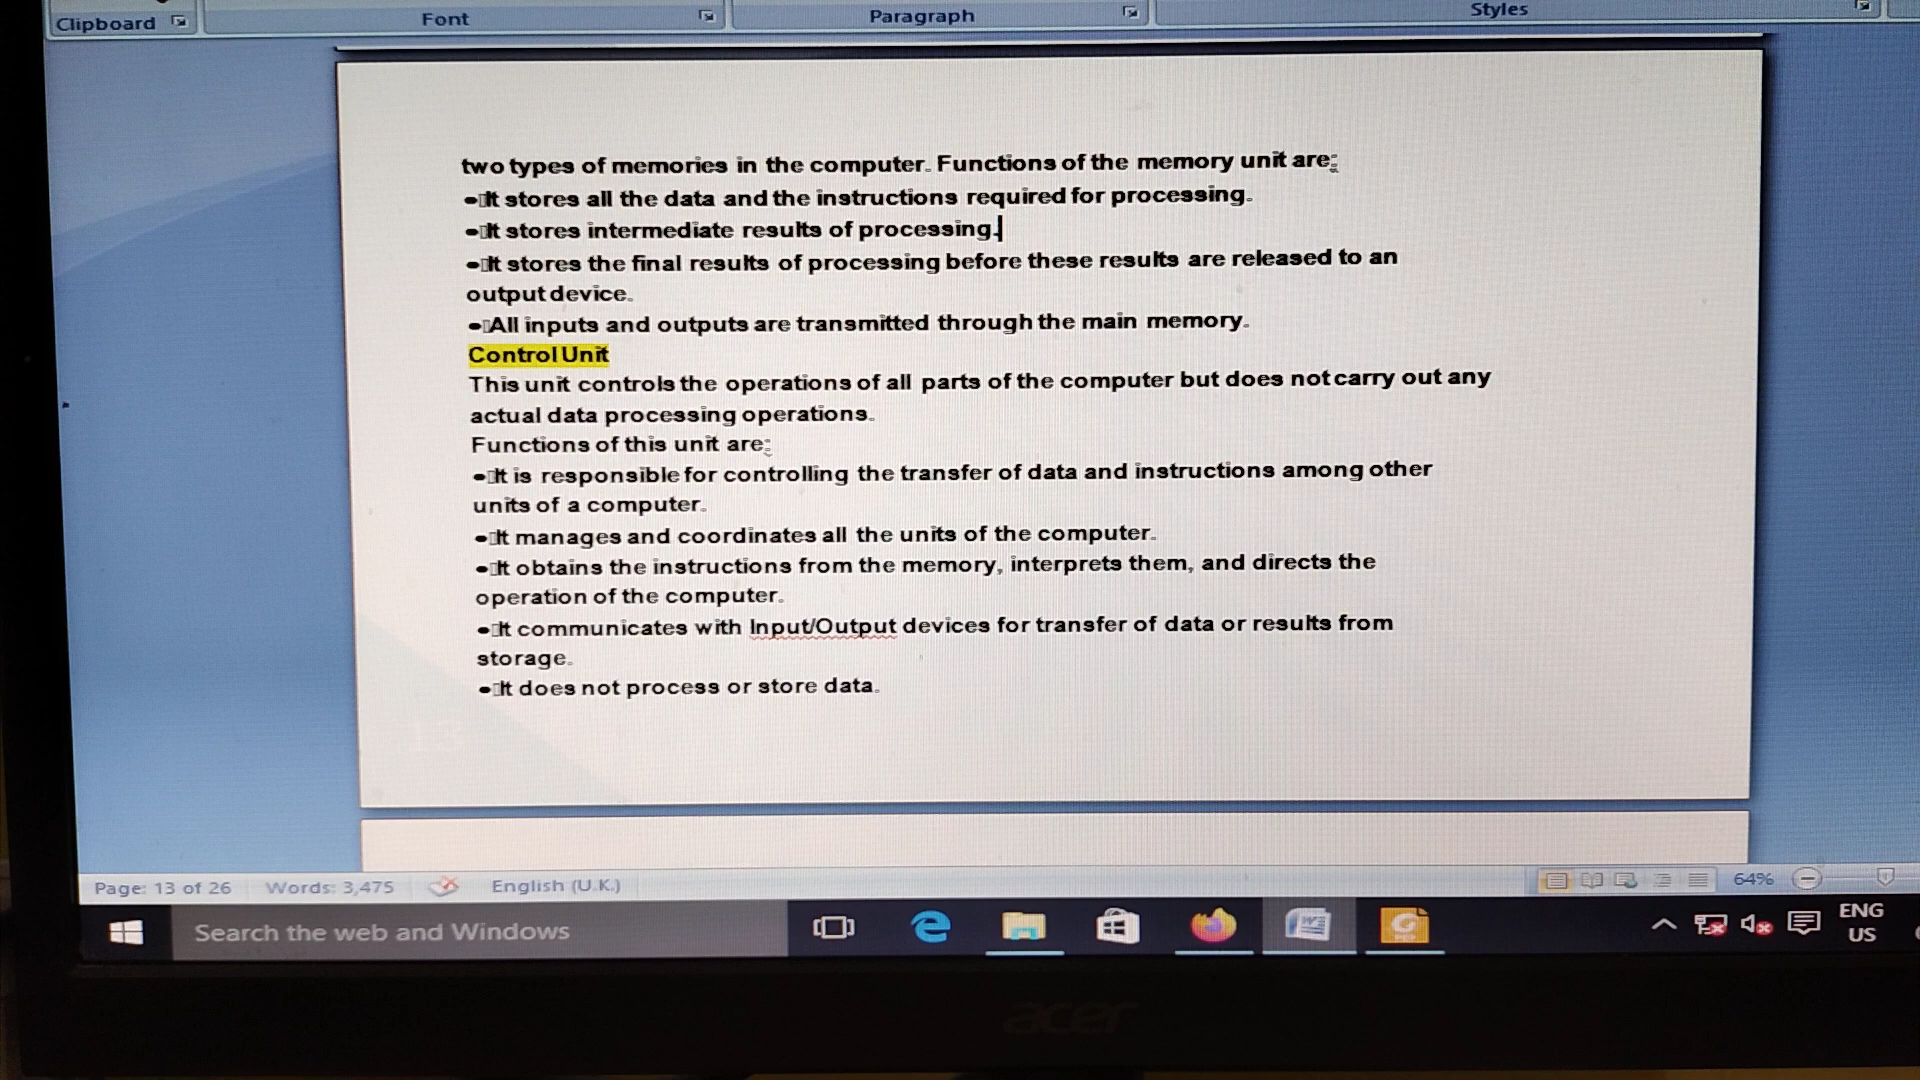 Clipboard
Font
Paragraph
Styles
two types of memories in the computer. Functions of the memory unit are:
•It stores all the data and the instructions required for processing.
•It stores intermediate results of processing.
•It stores the final results of processing before these results are released to an
output device.
•All inputs and outputs are transmitted through the main memory.
Control Unit
This unit controls the operations of all parts of the computer but does not carry out any
actual data processing operations.
Functions of this unit are:
•It is responsible for controlling the transfer of data and instructions among other
units of a computer.
•It manages and coordinates all the units of the computer.
•It obtains the instructions from the memory, interprets them, and directs the
operation of the computer.
•It communicates with Input/Output devices for transfer of data or results from
storage.
•It does not process or store data.
13
Page: 13 of 26 Words: 3,475 English (U.K.) 64%
Search the web and Windows
ENG
US
acer